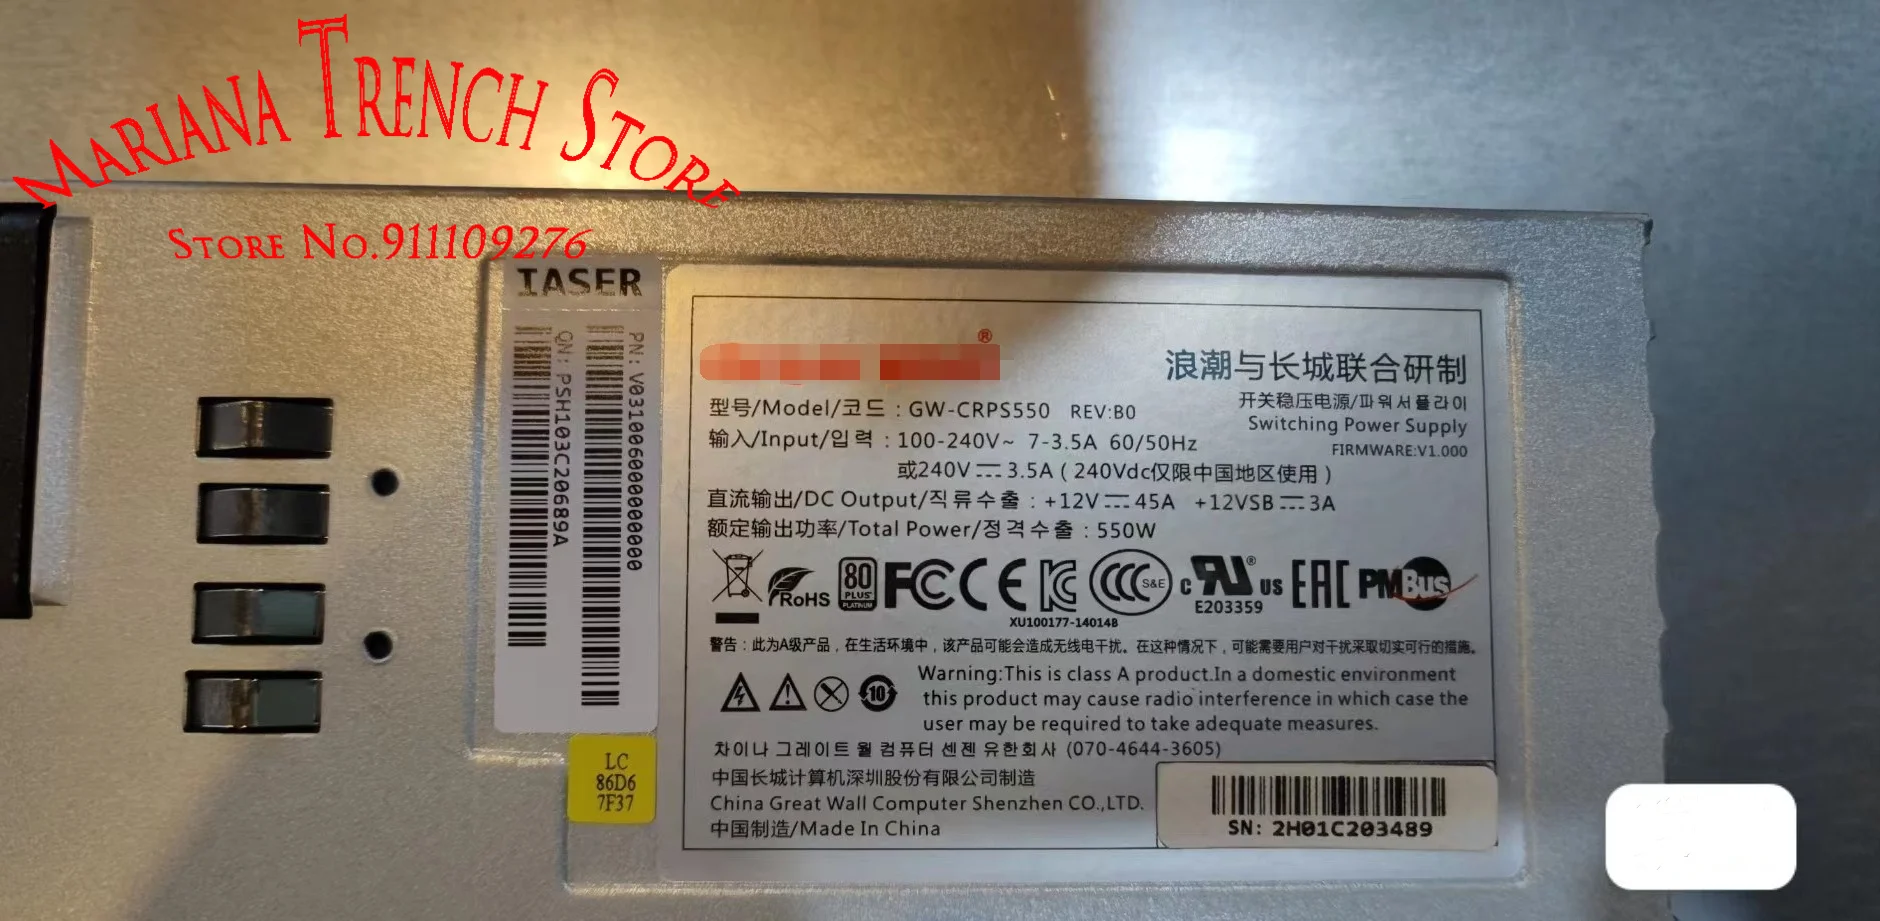 MARIANA TRENCH STORE
STORE NO.911109276
IASER
PN: V0310060000000000
QN: PSH103C206B9A
®
浪潮与长城联合研制
型号/Model/코드 : GW-CRPS550 REV:B0
开关稳压电源/파워서플라이
Switching Power Supply
输入/Input/입력 : 100-240V~ 7-3.5A 60/50Hz
FIRMWARE:V1.000
或240V⎓3.5A ( 240Vdc仅限中国地区使用 )
直流输出/DC Output/직류수출 : +12V⎓45A +12VSB⎓3A
额定输出功率/Total Power/정격수출 : 550W
RoHS 80 PLUS PLATINUM FC CE KC CCC S&E c RU ® US EAC PMBus
E203359
XU100177-14014B
警告 : 此为A级产品，在生活环境中，该产品可能会造成无线电干扰。在这种情况下，可能需要用户对干扰采取切实可行的措施。
10
Warning:This is class A product.In a domestic environment
this product may cause radio interference in which case the
user may be required to take adequate measures.
차이나 그레이트 월 컴퓨터 센젠 유한회사 (070-4644-3605)
中国长城计算机深圳股份有限公司制造
China Great Wall Computer Shenzhen CO.,LTD.
中国制造/Made In China
SN: 2H01C203489
LC
86D6
7F37